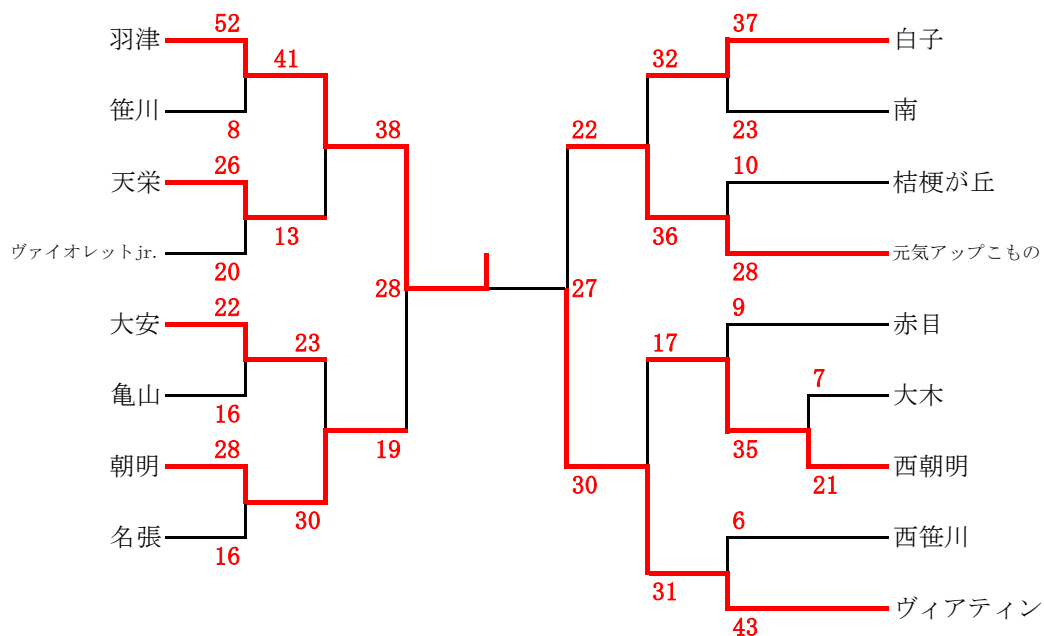 羽津
52
41
笹川
8
38
天栄
26
13
ヴァイオレットjr.
20
28
大安
22
23
亀山
16
19
朝明
28
30
名張
16
37
白子
32
23
南
22
10
桔梗が丘
36
28
元気アップこもの
27
9
赤目
17
7
大木
35
21
西朝明
30
6
西笹川
31
43
ヴィアティン